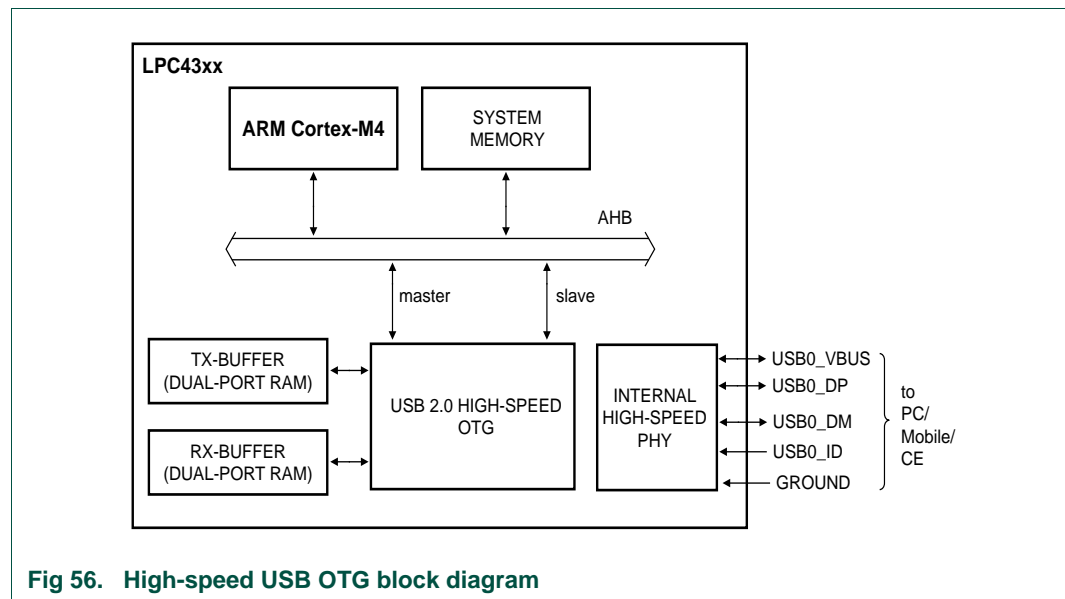 LPC43xx
ARM Cortex-M4
SYSTEM
MEMORY
AHB
master
slave
TX-BUFFER
(DUAL-PORT RAM)
RX-BUFFER
(DUAL-PORT RAM)
USB 2.0 HIGH-SPEED
OTG
INTERNAL
HIGH-SPEED
PHY
USB0_VBUS
USB0_DP
USB0_DM
USB0_ID
GROUND
to
PC/
Mobile/
CE
Fig 56. High-speed USB OTG block diagram